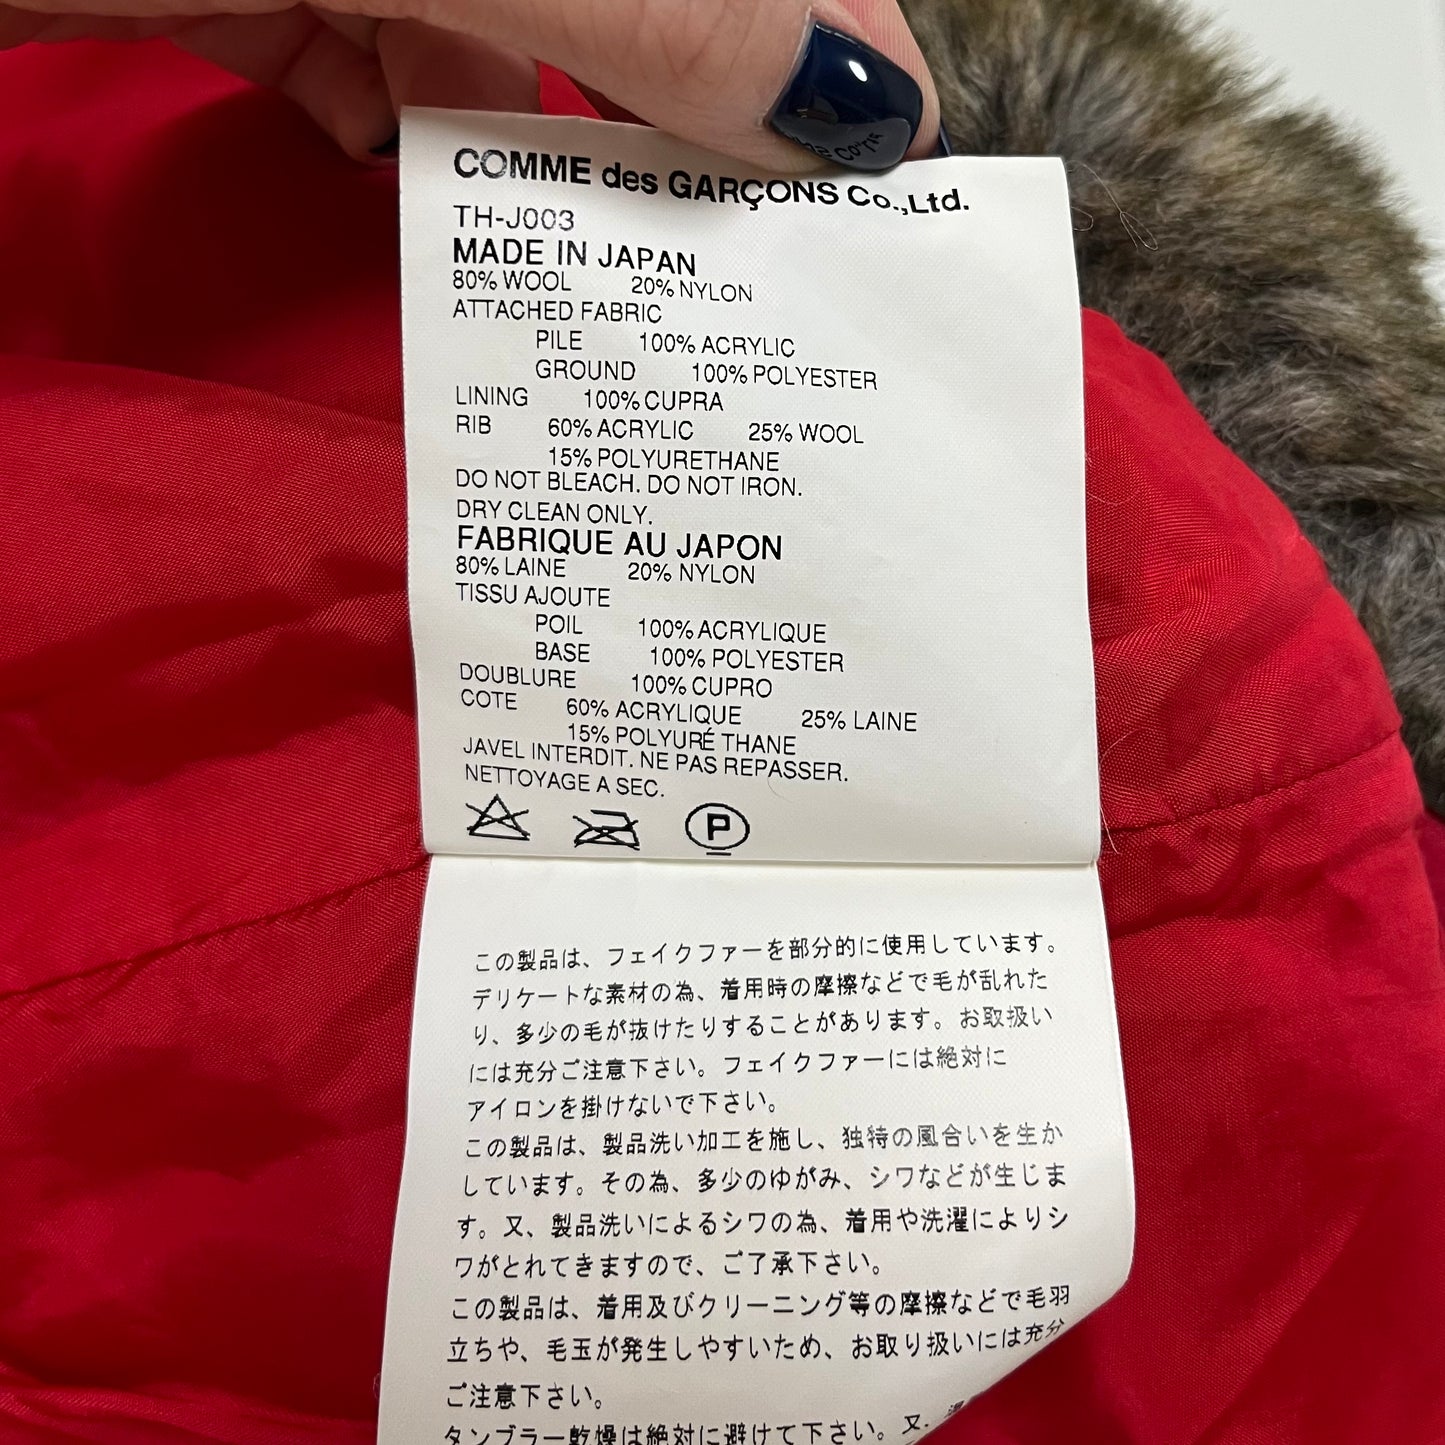 COMME des GARÇONS Co.,Ltd.
TH-J003
MADE IN JAPAN
80% WOOL 20% NYLON
ATTACHED FABRIC
PILE 100% ACRYLIC
GROUND 100% POLYESTER
LINING 100% CUPRA
RIB 60% ACRYLIC 25% WOOL
15% POLYURETHANE
DO NOT BLEACH. DO NOT IRON.
DRY CLEAN ONLY.
FABRIQUE AU JAPON
80% LAINE 20% NYLON
TISSU AJOUTE
POIL 100% ACRYLIQUE
BASE 100% POLYESTER
DOUBLURE 100% CUPRO
COTE 60% ACRYLIQUE 25% LAINE
15% POLYURÉ THANE
JAVEL INTERDIT. NE PAS REPASSER.
NETTOYAGE A SEC.
P
この製品は、フェイクファーを部分的に使用しています。
デリケートな素材の為、着用時の摩擦などで毛が乱れた
り、多少の毛が抜けたりすることがあります。お取扱い
には充分ご注意下さい。フェイクファーには絶対に
アイロンを掛けないで下さい。
この製品は、製品洗い加工を施し、独特の風合いを生か
しています。その為、多少のゆがみ、シワなどが生じま
す。又、製品洗いによるシワの為、着用や洗濯によりシ
ワがとれてきますので、ご了承下さい。
この製品は、着用及びクリーニング等の摩擦などで毛羽
立ちや、毛玉が発生しやすいため、お取り扱いには充分
ご注意下さい。
タンブラー乾燥は絶対に避けて下さい。又、